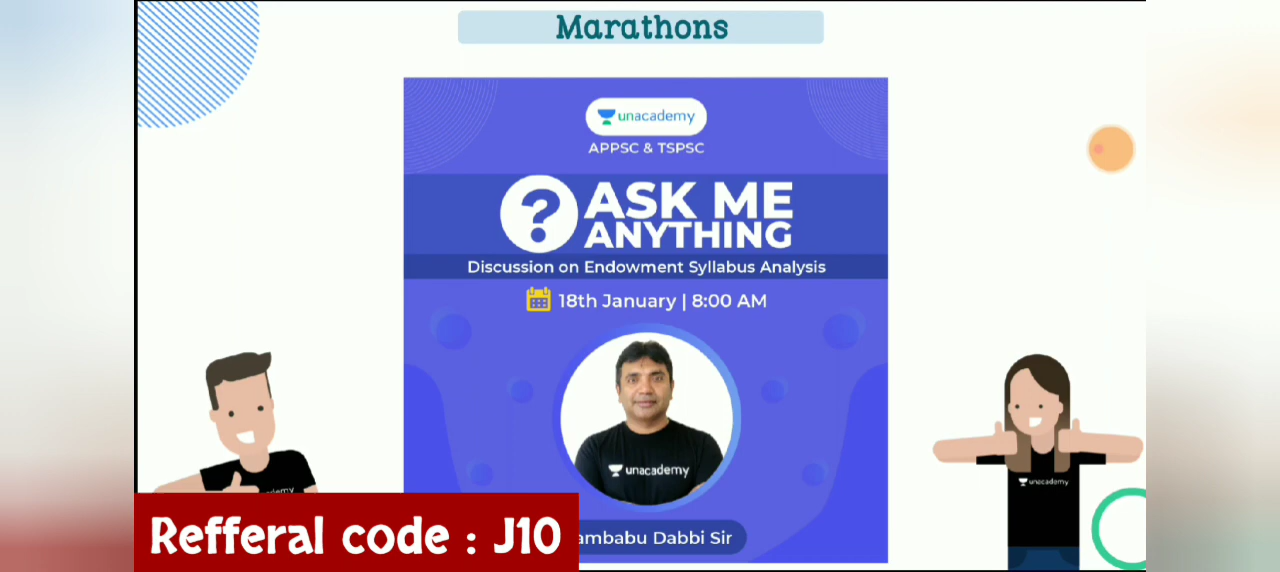 Marathons
unacademy
APPSC & TSPSC
? ASK ME
ANYTHING
Discussion on Endowment Syllabus Analysis
18th January | 8:00 AM
unacademy
unacademy
Refferal code : J10
Dabbi Sir